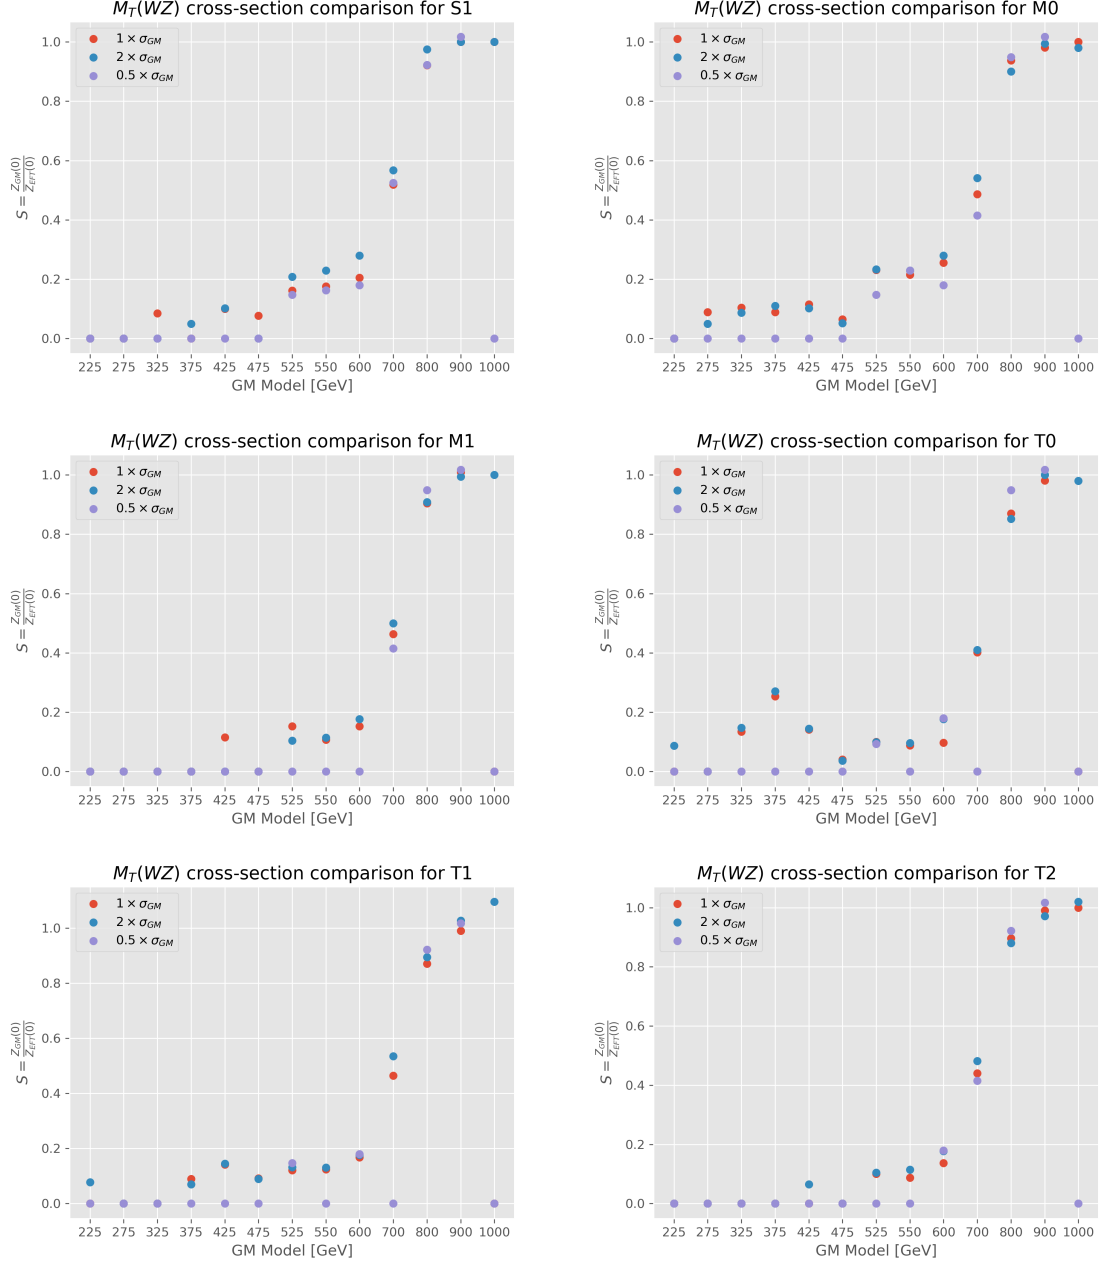 M_T(WZ) cross-section comparison for S1
1 × σ_GM
2 × σ_GM
0.5 × σ_GM
1.0
0.8
0.6
0.4
0.2
0.0
S = Z_GM(0) / Z_EFT(0)
225 275 325 375 425 475 525 550 600 700 800 900 1000
GM Model [GeV]
M_T(WZ) cross-section comparison for M0
1 × σ_GM
2 × σ_GM
0.5 × σ_GM
1.0
0.8
0.6
0.4
0.2
0.0
S = Z_GM(0) / Z_EFT(0)
225 275 325 375 425 475 525 550 600 700 800 900 1000
GM Model [GeV]
M_T(WZ) cross-section comparison for M1
1 × σ_GM
2 × σ_GM
0.5 × σ_GM
1.0
0.8
0.6
0.4
0.2
0.0
S = Z_GM(0) / Z_EFT(0)
225 275 325 375 425 475 525 550 600 700 800 900 1000
GM Model [GeV]
M_T(WZ) cross-section comparison for T0
1 × σ_GM
2 × σ_GM
0.5 × σ_GM
1.0
0.8
0.6
0.4
0.2
0.0
S = Z_GM(0) / Z_EFT(0)
225 275 325 375 425 475 525 550 600 700 800 900 1000
GM Model [GeV]
M_T(WZ) cross-section comparison for T1
1 × σ_GM
2 × σ_GM
0.5 × σ_GM
1.0
0.8
0.6
0.4
0.2
0.0
S = Z_GM(0) / Z_EFT(0)
225 275 325 375 425 475 525 550 600 700 800 900 1000
GM Model [GeV]
M_T(WZ) cross-section comparison for T2
1 × σ_GM
2 × σ_GM
0.5 × σ_GM
1.0
0.8
0.6
0.4
0.2
0.0
S = Z_GM(0) / Z_EFT(0)
225 275 325 375 425 475 525 550 600 700 800 900 1000
GM Model [GeV]